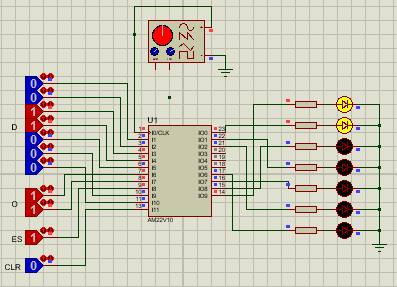 0
0
1
D
1
0
0
0
O
1
1
ES
1
CLR
0
U1
1
2
3
4
5
6
7
8
9
10
11
13
I0/CLK
I1
I2
I3
I4
I5
I6
I7
I8
I9
I10
I11
IO0
IO1
IO2
IO3
IO4
IO5
IO6
IO7
IO8
IO9
23
22
21
20
19
18
17
16
15
14
AM22V10